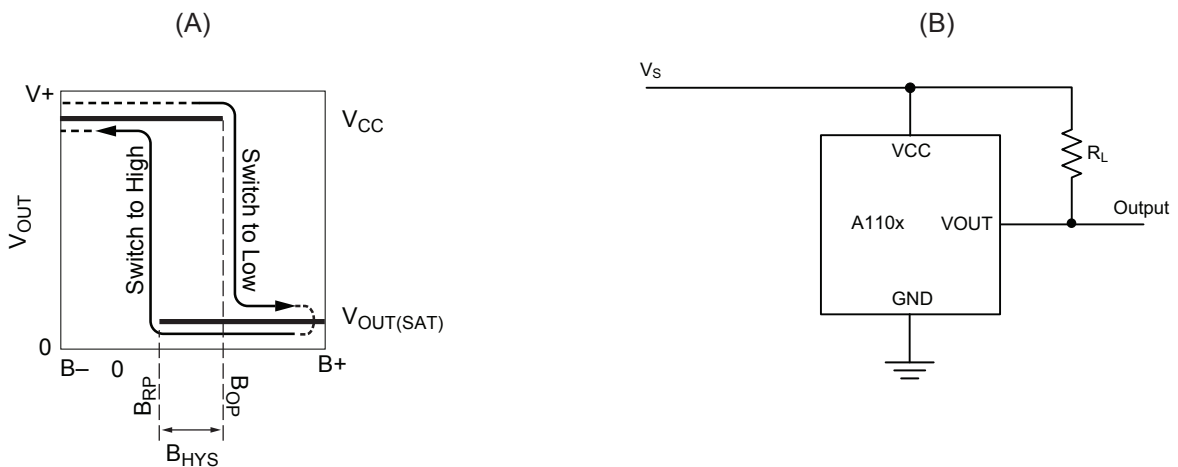 (A)
V+
VCC
Switch to High
Switch to Low
VOUT
VOUT(SAT)
0
B– 0 B+
BRP
BOP
BHYS
(B)
VS
VCC
RL
A110x VOUT
Output
GND